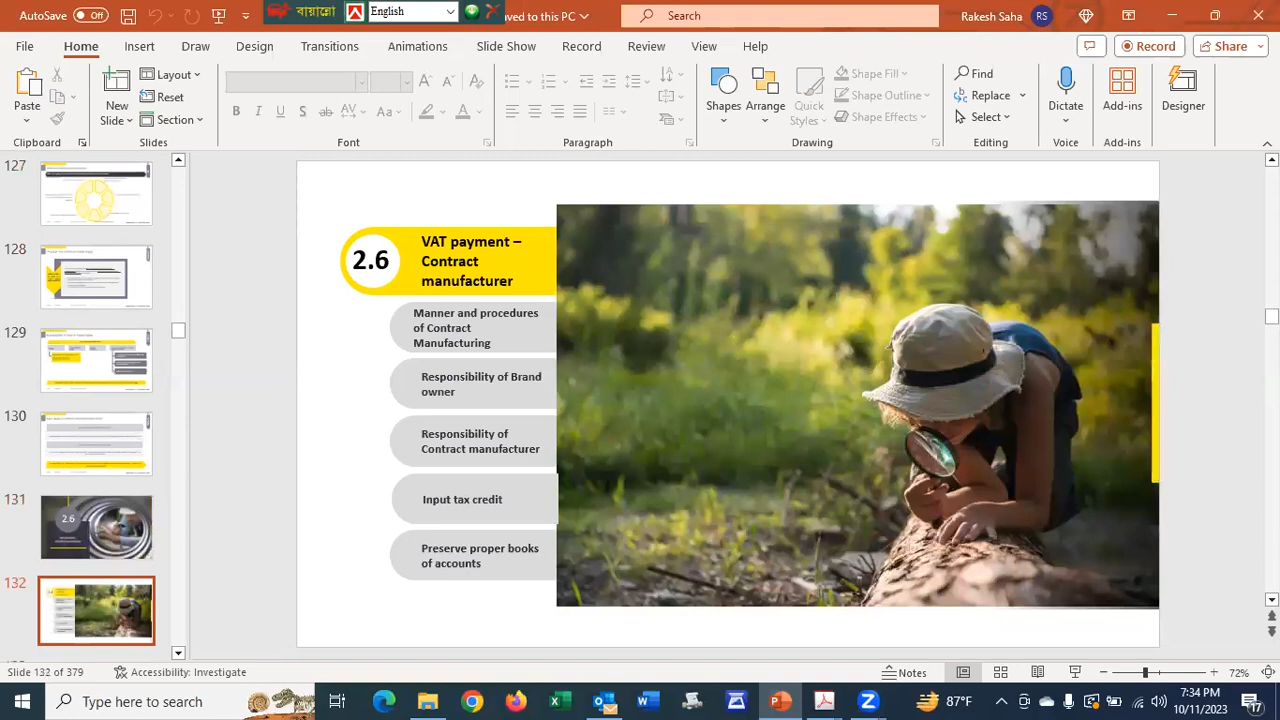 AutoSave Off
বায়ান্নো English
ved to this PC
Search
Rakesh Saha RS
File Home Insert Draw Design Transitions Animations Slide Show Record Review View Help
Record Share
Paste
New
Slide
Layout
Reset
Section
Shapes Arrange Quick
Styles
Shape Fill
Shape Outline
Shape Effects
Find
Replace
Select
Dictate
Add-ins
Designer
Clipboard Slides Font Paragraph Drawing Editing Voice Add-ins
127
128
129
130
131
2.6
132
2.6
VAT payment –
Contract
manufacturer
Manner and procedures
of Contract
Manufacturing
Responsibility of Brand
owner
Responsibility of
Contract manufacturer
Input tax credit
Preserve proper books
of accounts
Slide 132 of 379 Accessibility: Investigate Notes 72%
Type here to search
87°F
7:34 PM
10/11/2023
17